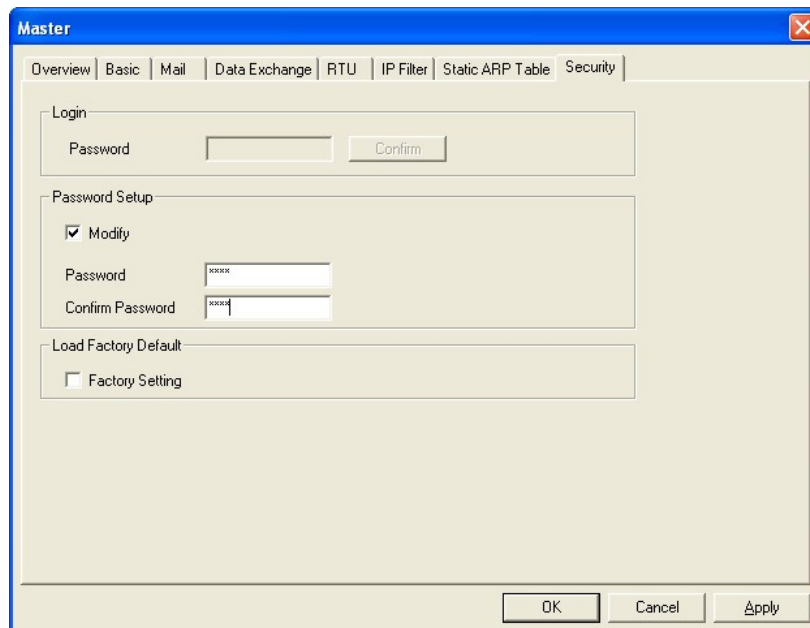 Master
Overview Basic Mail Data Exchange RTU IP Filter Static ARP Table Security
Login
Password Confirm
Password Setup
Modify
Password ****
Confirm Password ****
Load Factory Default
Factory Setting
OK Cancel Apply